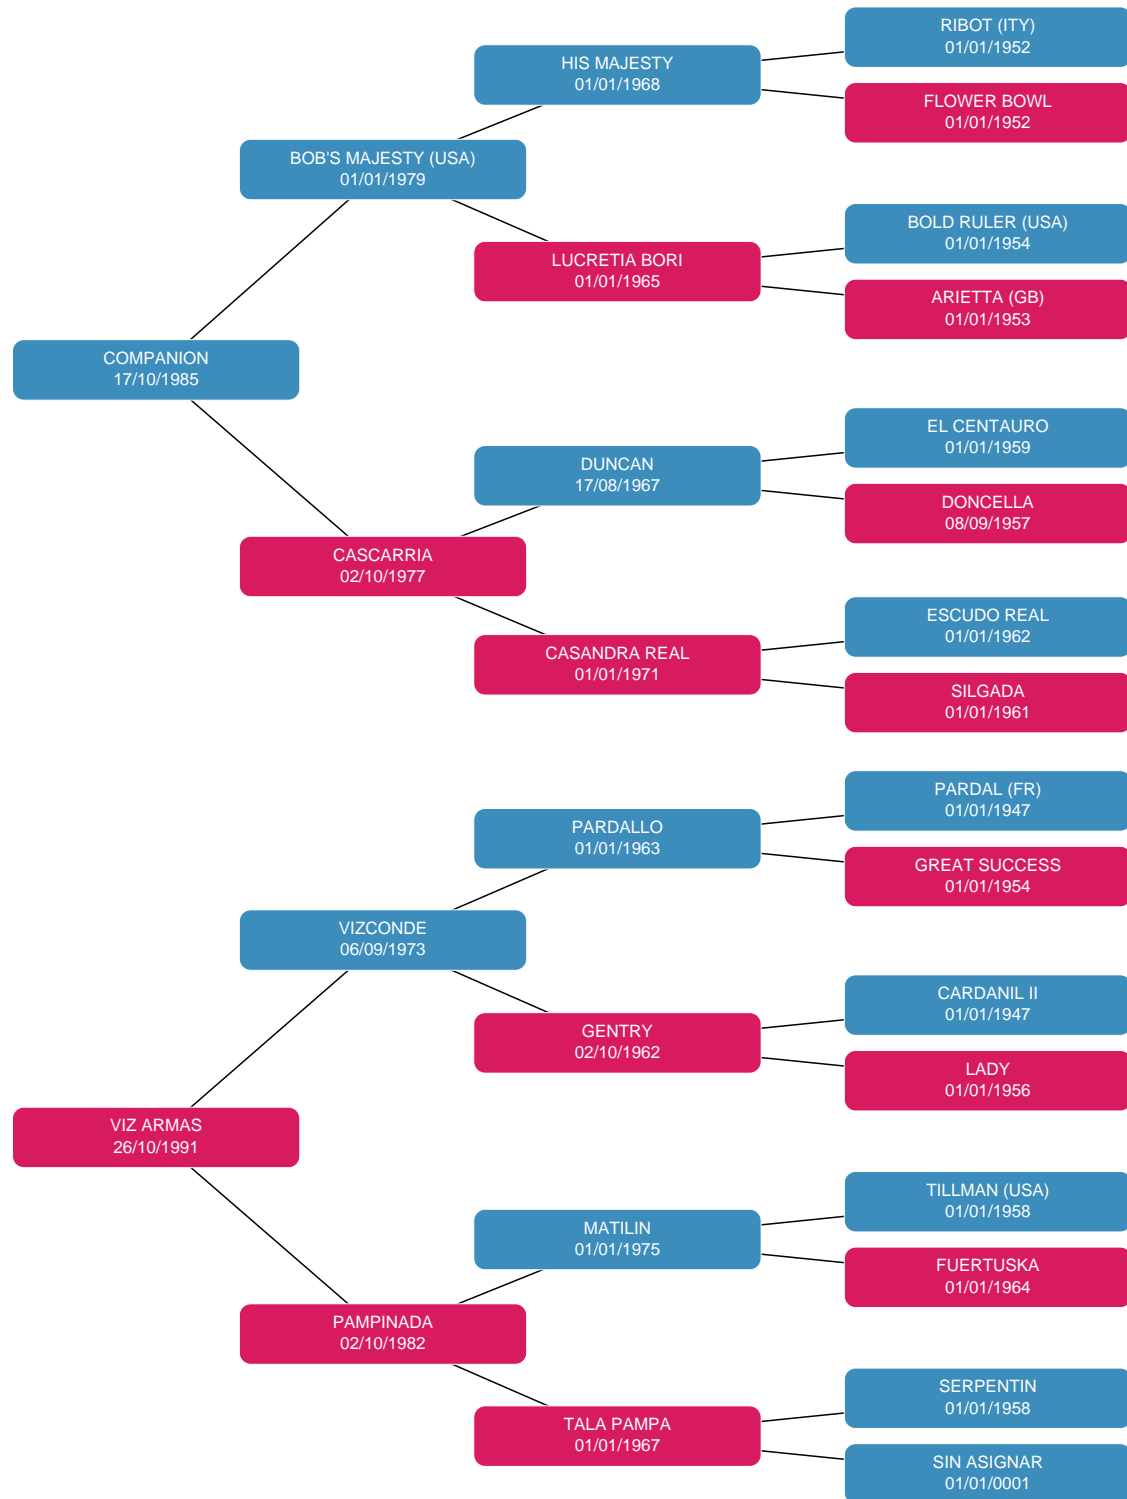 RIBOT (ITY)
01/01/1952
HIS MAJESTY
01/01/1968
FLOWER BOWL
01/01/1952
BOB'S MAJESTY (USA)
01/01/1979
BOLD RULER (USA)
01/01/1954
LUCRETIA BORI
01/01/1965
ARIETTA (GB)
01/01/1953
COMPANION
17/10/1985
EL CENTAURO
01/01/1959
DUNCAN
17/08/1967
DONCELLA
08/09/1957
CASCARRIA
02/10/1977
ESCUDO REAL
01/01/1962
CASANDRA REAL
01/01/1971
SILGADA
01/01/1961
PARDAL (FR)
01/01/1947
PARDALLO
01/01/1963
GREAT SUCCESS
01/01/1954
VIZCONDE
06/09/1973
CARDANIL II
01/01/1947
GENTRY
02/10/1962
LADY
01/01/1956
VIZ ARMAS
26/10/1991
TILLMAN (USA)
01/01/1958
MATILIN
01/01/1975
FUERTUSKA
01/01/1964
PAMPINADA
02/10/1982
SERPENTIN
01/01/1958
TALA PAMPA
01/01/1967
SIN ASIGNAR
01/01/0001